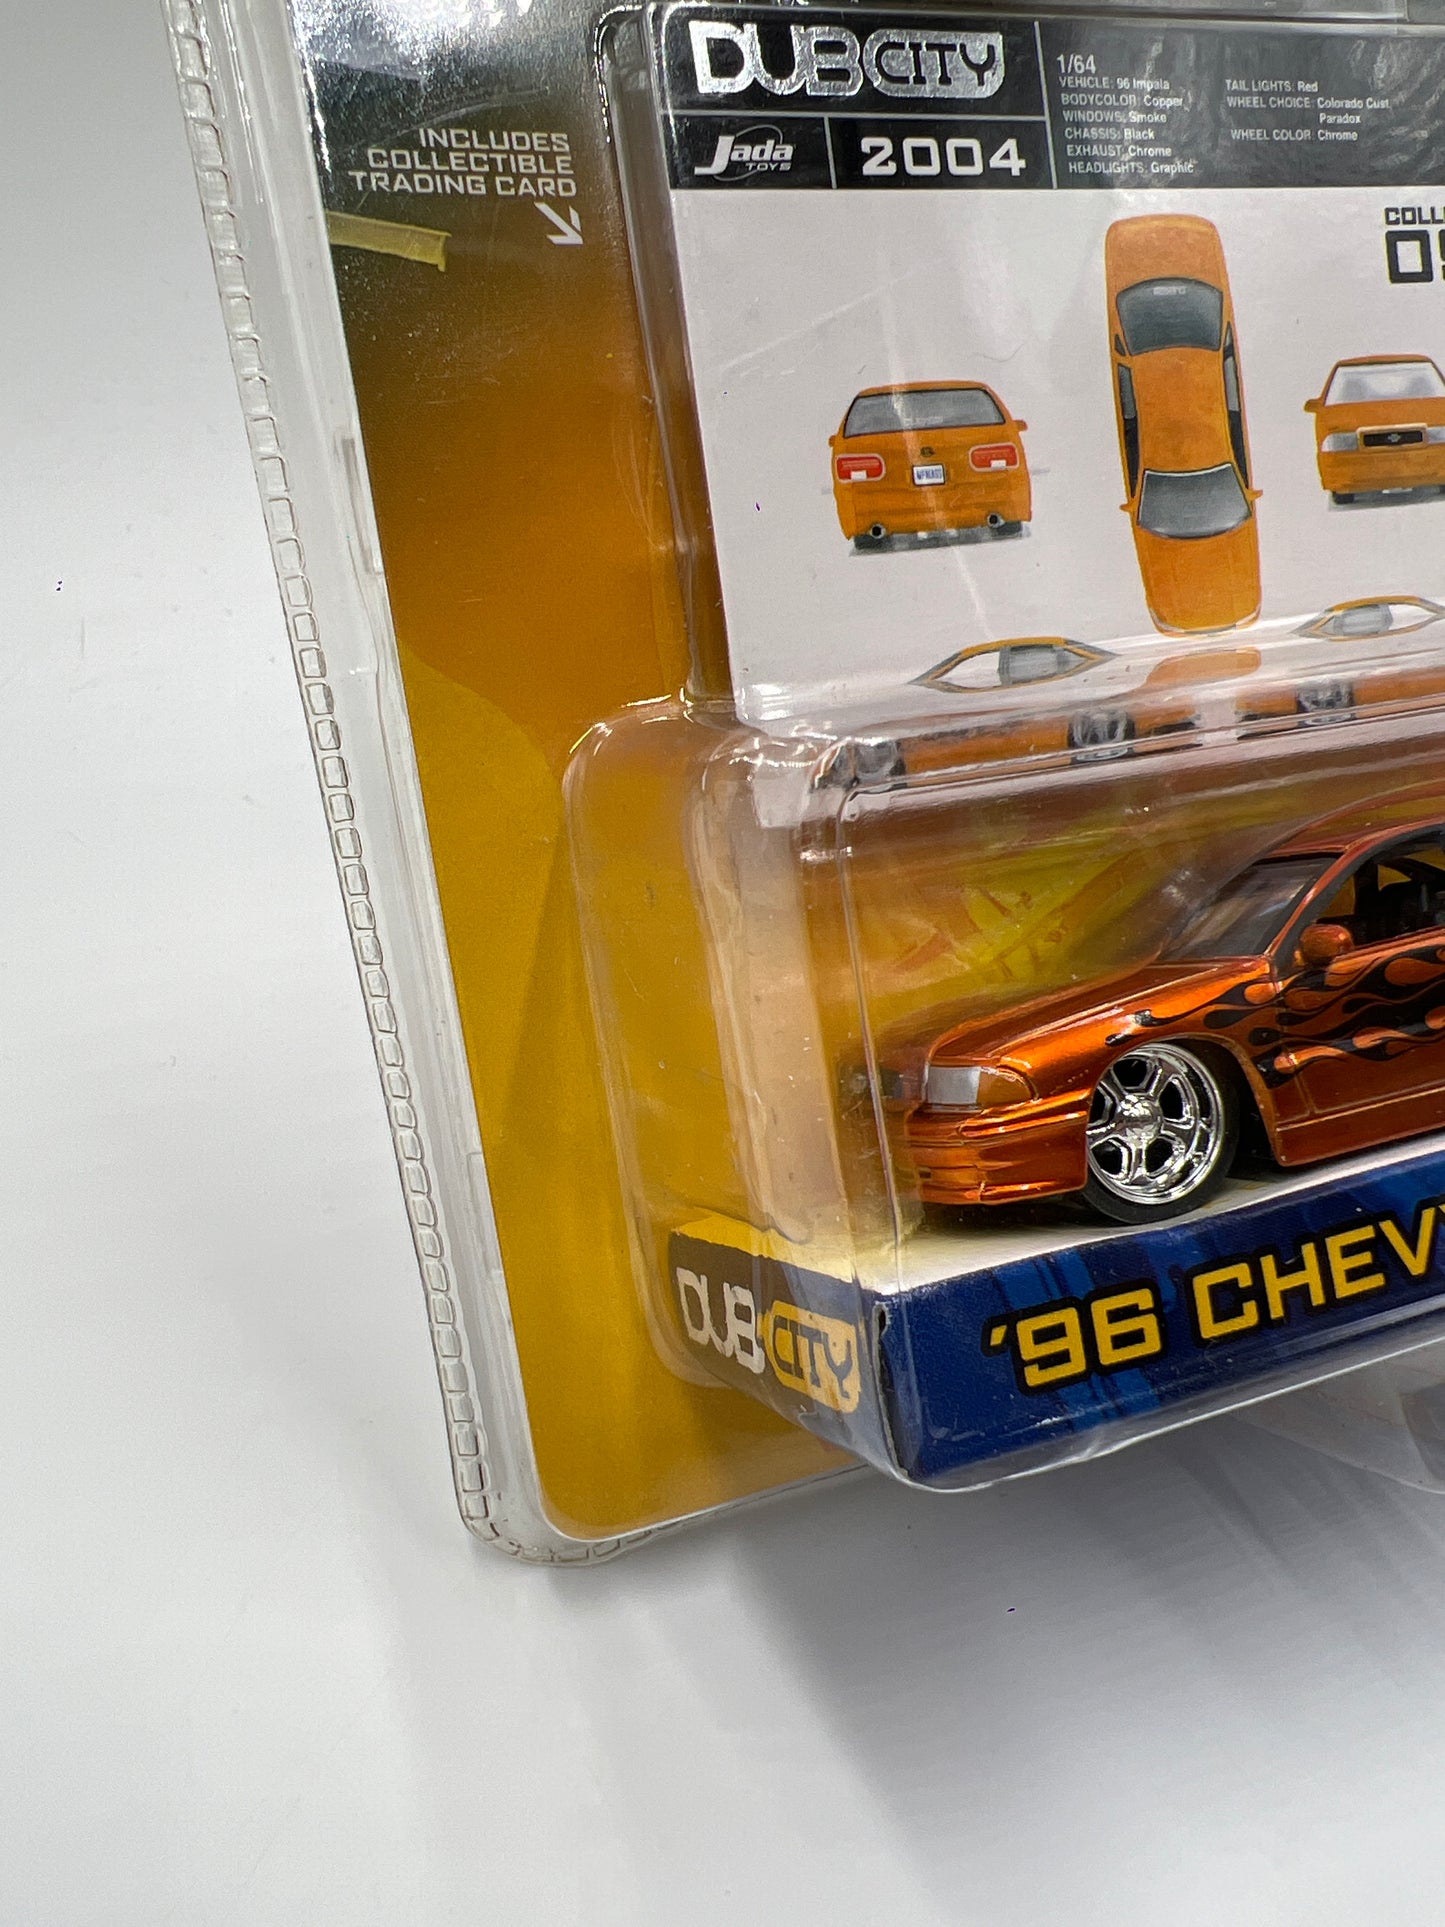 DUB CITY
Jada
TOYS
2004
1/64
VEHICLE: 96 Impala
BODYCOLOR: Copper
WINDOWS: Smoke
CHASSIS: Black
EXHAUST: Chrome
HEADLIGHTS: Graphic
TAIL LIGHTS: Red
WHEEL CHOICE: Colorado Cust.
Paradox
WHEEL COLOR: Chrome
INCLUDES
COLLECTIBLE
TRADING CARD
COLL
DUB CITY
'96 CHEVY